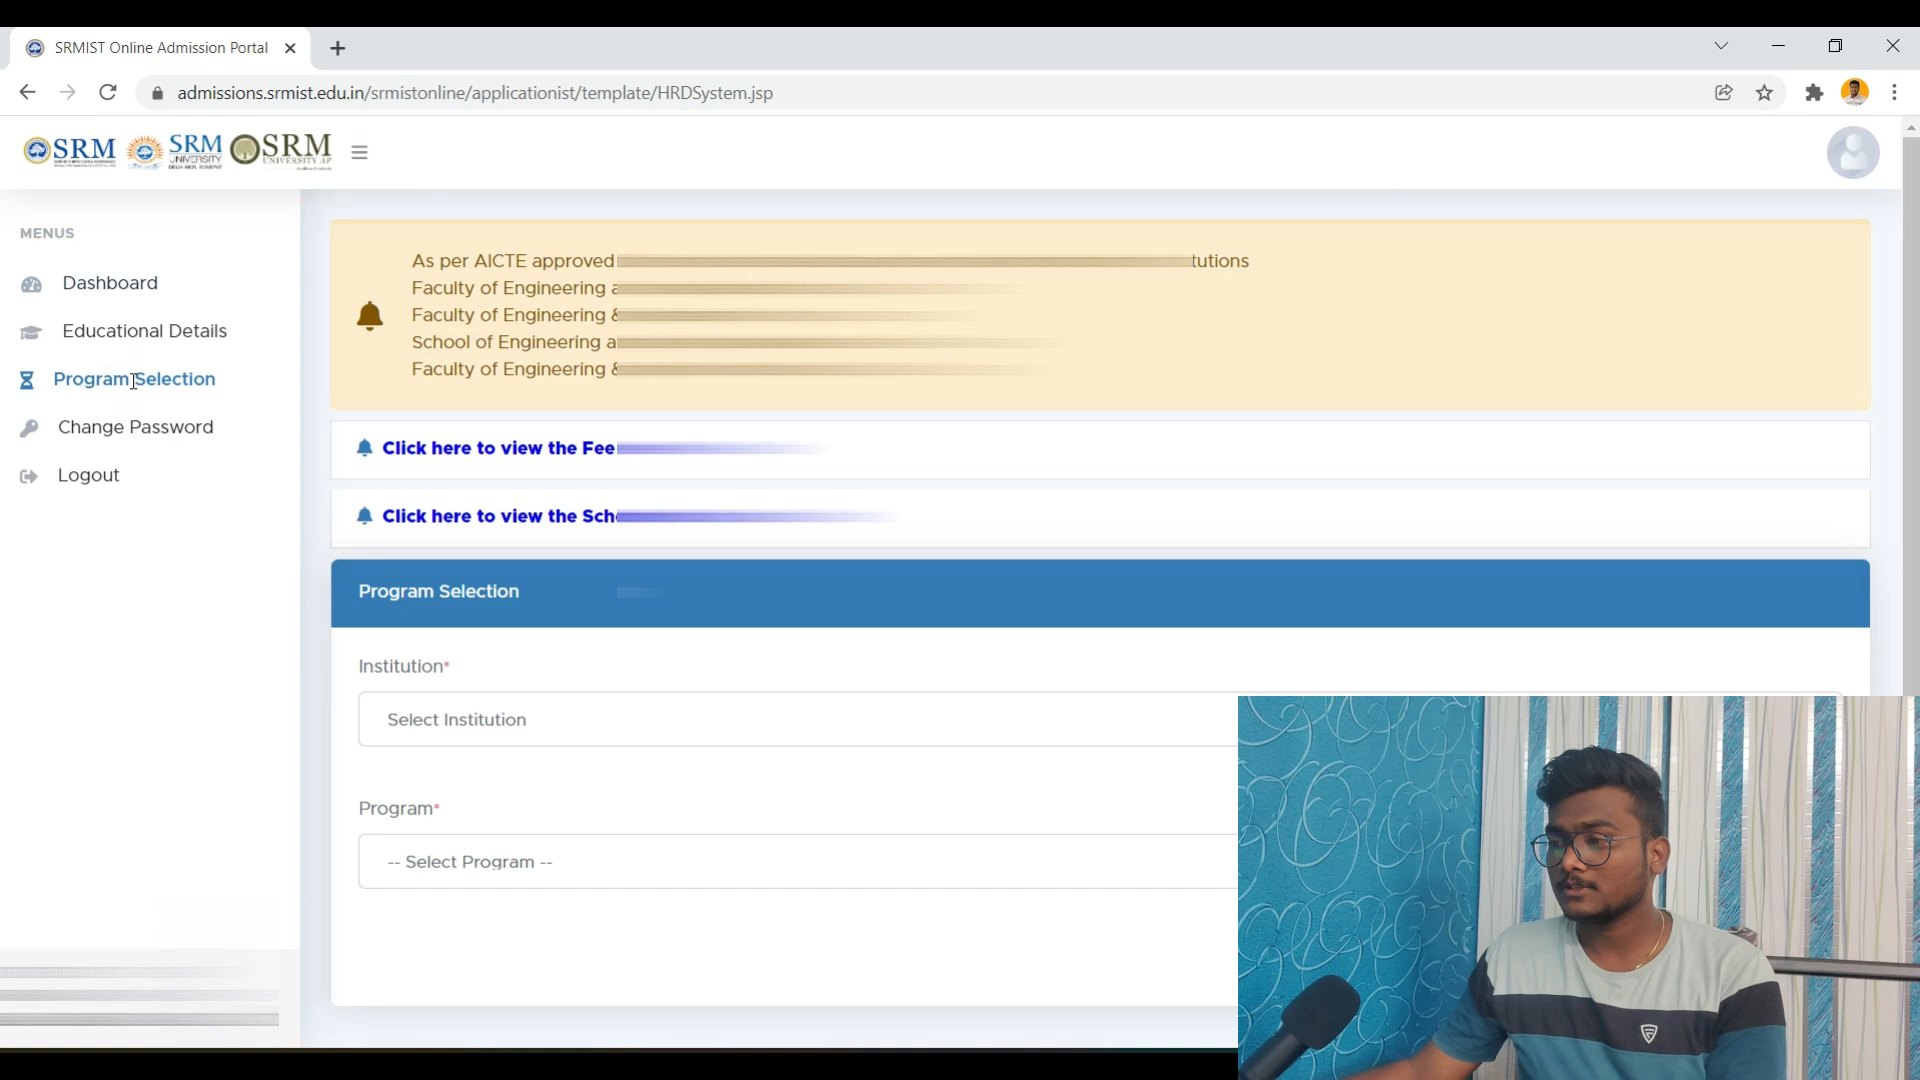 SRMIST Online Admission Portal
admissions.srmist.edu.in/srmistonline/applicationist/template/HRDSystem.jsp
SRM
SRM
UNIVERSITY
SRM
UNIVERSITY AP
MENUS
Dashboard
Educational Details
Program Selection
Change Password
Logout
As per AICTE approved tutions
Faculty of Engineering
Faculty of Engineering
School of Engineering
Faculty of Engineering
Click here to view the Fee
Click here to view the
Program Selection
Institution*
Select Institution
Program*
-- Select Program --